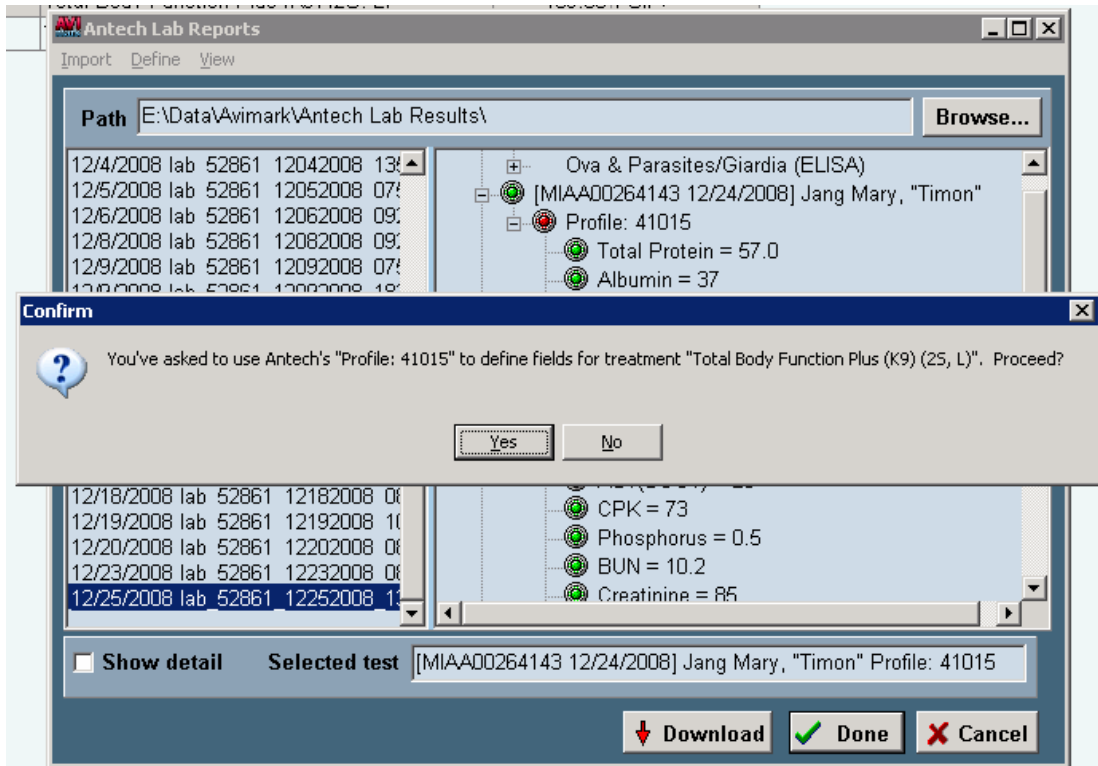 AVI Antech Lab Reports
Import Define View
Path E:\Data\Avimark\Antech Lab Results\ Browse...
12/4/2008 lab 52861 12042008
12/5/2008 lab 52861 12052008
12/6/2008 lab 52861 12062008
12/8/2008 lab 52861 12082008
12/9/2008 lab 52861 12092008
Ova & Parasites/Giardia (ELISA)
[MIAA00264143 12/24/2008] Jang Mary, "Timon"
Profile: 41015
Total Protein = 57.0
Albumin = 37
Confirm
You've asked to use Antech's "Profile: 41015" to define fields for treatment "Total Body Function Plus (K9) (25, L)". Proceed?
Yes No
12/18/2008 lab 52861 12182008
12/19/2008 lab 52861 12192008
12/20/2008 lab 52861 12202008
12/23/2008 lab 52861 12232008
12/25/2008 lab_52861_12252008_
CPK = 73
Phosphorus = 0.5
BUN = 10.2
Creatinine = 85
Show detail Selected test [MIAA00264143 12/24/2008] Jang Mary, "Timon" Profile: 41015
Download Done Cancel